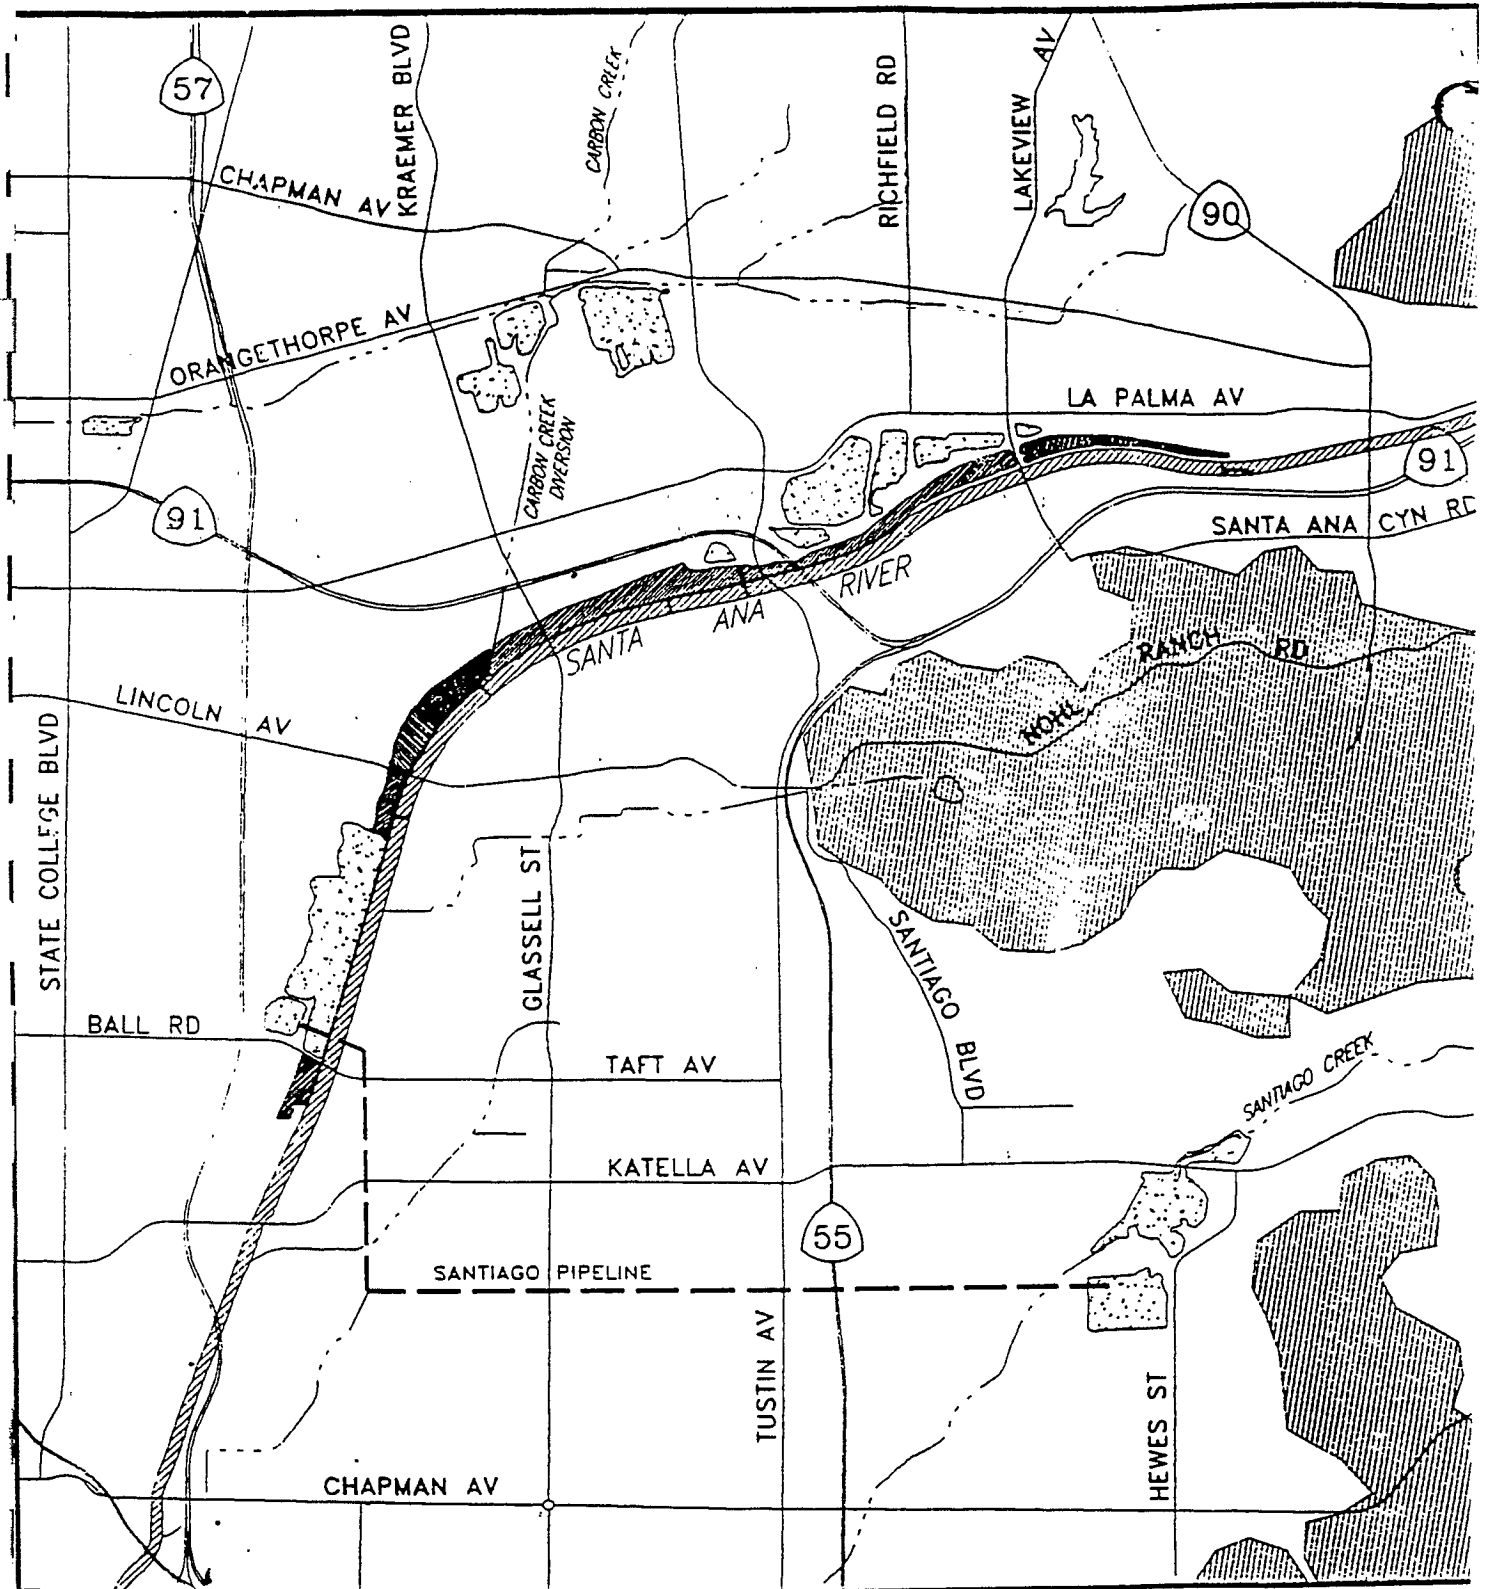 57
KRAEMER BLVD
CARBON CREEK
RICHFIELD RD
LAKEVIEW AV
CHAPMAN AV
90
ORANGETHORPE AV
LA PALMA AV
CARBON CREEK
DIVERSION
91
91
SANTA ANA CYN RD
SANTA ANA RIVER
NOHL RANCH RD
LINCOLN AV
STATE COLLEGE BLVD
GLASSELL ST
SANTIAGO BLVD
BALL RD
TAFT AV
SANTIAGO CREEK
KATELLA AV
55
SANTIAGO PIPELINE
TUSTIN AV
HEWES ST
CHAPMAN AV